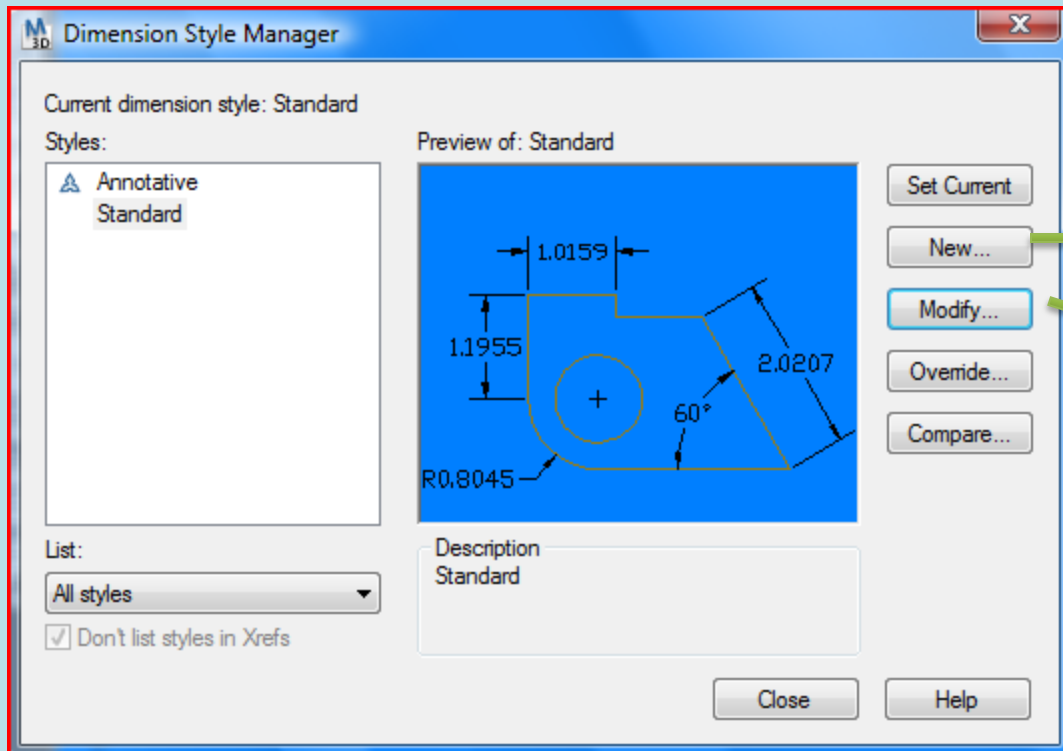 M
3D
Dimension Style Manager
X
Current dimension style: Standard
Styles:
Annotative
Standard
Preview of: Standard
1.0159
1.1955
2.0207
60°
R0.8045
Set Current
New...
Modify...
Override...
Compare...
List:
All styles
Don't list styles in Xrefs
Description
Standard
Close
Help